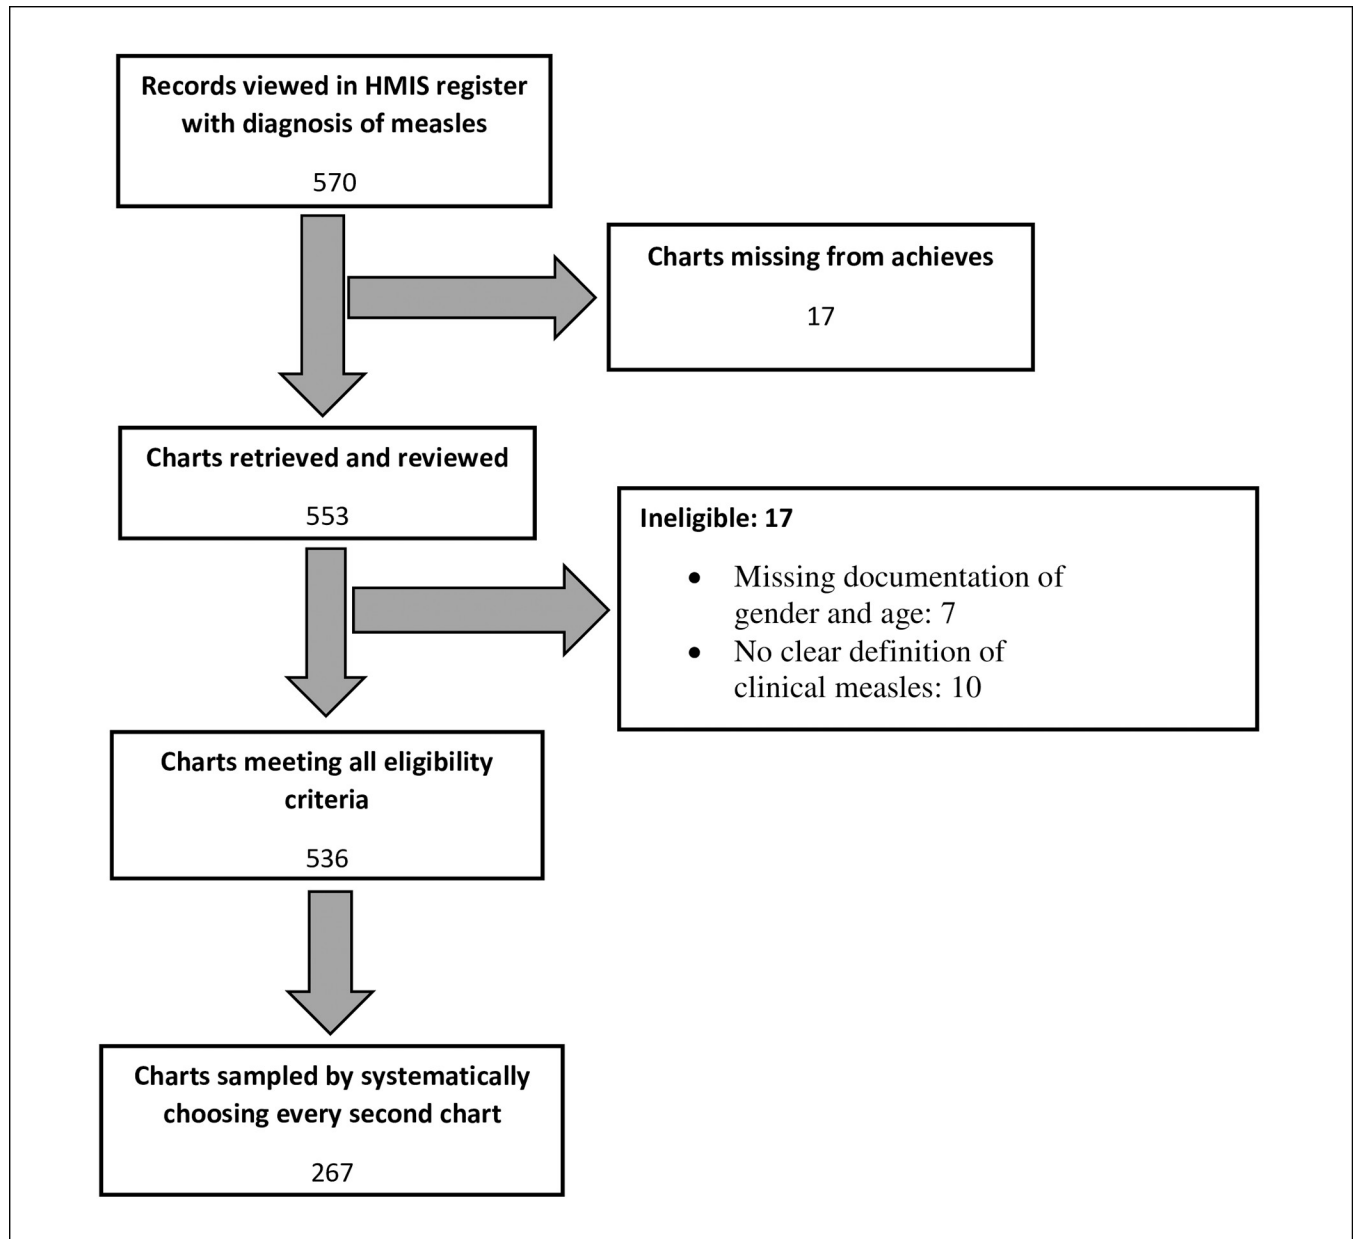 Records viewed in HMIS register
with diagnosis of measles
570
Charts missing from achieves
17
Charts retrieved and reviewed
553
Ineligible: 17
• Missing documentation of
gender and age: 7
• No clear definition of
clinical measles: 10
Charts meeting all eligibility
criteria
536
Charts sampled by systematically
choosing every second chart
267